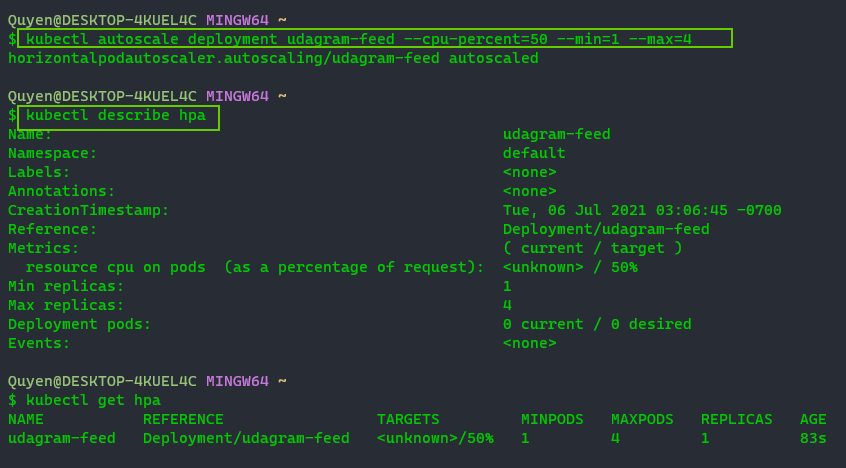 Quyen@DESKTOP-4KUEL4C MINGW64 ~
$ kubectl autoscale deployment udagram-feed --cpu-percent=50 --min=1 --max=4
horizontalpodautoscaler.autoscaling/udagram-feed autoscaled
Quyen@DESKTOP-4KUEL4C MINGW64 ~
$ kubectl describe hpa
Name: udagram-feed
Namespace: default
Labels: <none>
Annotations: <none>
CreationTimestamp: Tue, 06 Jul 2021 03:06:45 -0700
Reference: Deployment/udagram-feed
Metrics: ( current / target )
resource cpu on pods (as a percentage of request): <unknown> / 50%
Min replicas: 1
Max replicas: 4
Deployment pods: 0 current / 0 desired
Events: <none>
Quyen@DESKTOP-4KUEL4C MINGW64 ~
$ kubectl get hpa
NAME REFERENCE TARGETS MINPODS MAXPODS REPLICAS AGE
udagram-feed Deployment/udagram-feed <unknown>/50% 1 4 1 83s